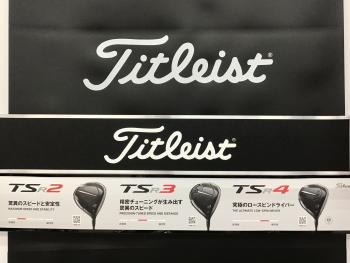 Titleist®
Titleist®
TSR2
驚異のスピードと安定性
MAXIMUM SPEED AND STABILITY
TSR3
精密チューニングが生み出す
驚異のスピード
PRECISION-TUNED SPEED AND DISTANCE
TSR4
究極のロースピンドライバー
THE ULTIMATE LOW-SPIN DRIVER
Titleist